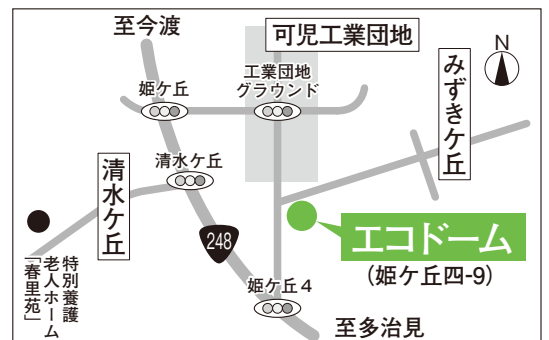 至今渡
可児工業団地
N
工業団地
グラウンド
姫ケ丘
みずきケ丘
清水ケ丘
清水ケ丘
248
エコドーム
(姫ケ丘四-9)
特別養護
老人ホーム
「春里苑」
姫ケ丘4
至多治見